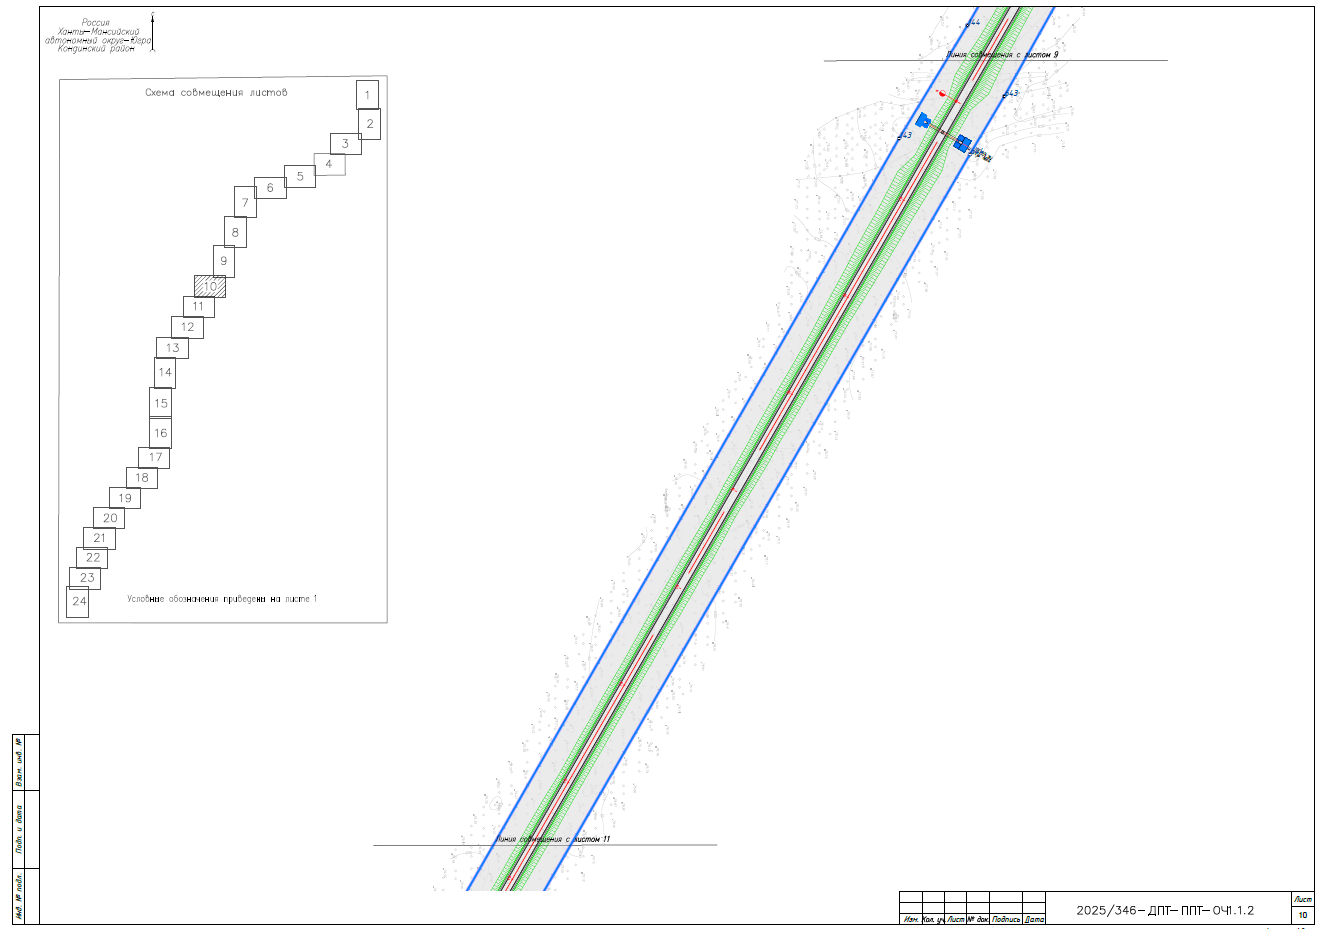 Россия
Ханты-Мансийский
автономный округ-Югра
Кондинский район
Схема совмещения листов
1
2
3
4
5
6
7
8
9
10
11
12
13
14
15
16
17
18
19
20
21
22
23
24
Условные обозначения приведены на листе 1
44
Линия совмещения с листом 9
43
43
Линия совмещения с листом 11
Взам. инв. №
Подп. и дата
Инв. № подл.
Изм. Кол. уч Лист № док. Подпись Дата
2025/346-ДПТ-ППТ-ОЧ1.1.2
Лист
10